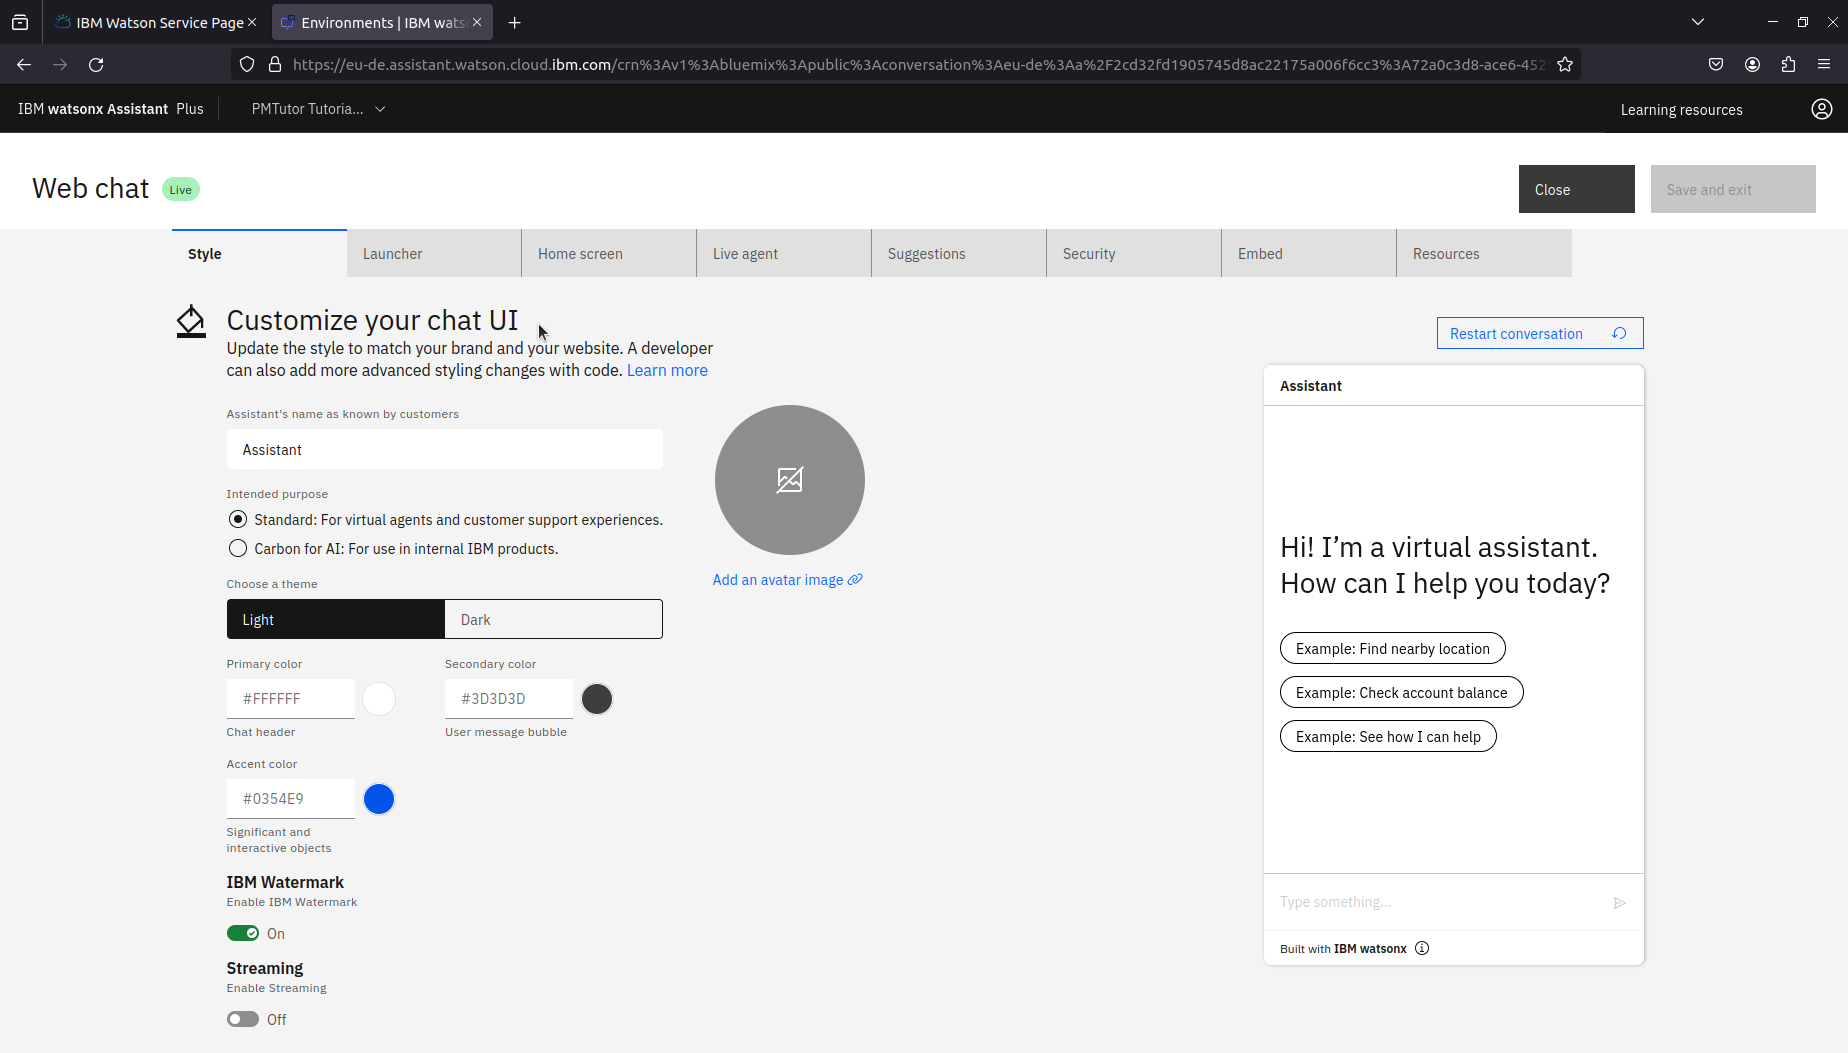 IBM Watson Service Page
Environments | IBM wats
https://eu-de.assistant.watson.cloud.ibm.com/crn%3Av1%3Abluemix%3Apublic%3Aconversation%3Aeu-de%3Aa%2F2cd32fd1905745d8ac22175a006f6cc3%3A72a0c3d8-ace6-452
IBM watsonx Assistant Plus
PMTutor Tutoria...
Learning resources
Web chat
Live
Close
Save and exit
Style
Launcher
Home screen
Live agent
Suggestions
Security
Embed
Resources
Customize your chat UI
Update the style to match your brand and your website. A developer
can also add more advanced styling changes with code. Learn more
Assistant's name as known by customers
Assistant
Intended purpose
Standard: For virtual agents and customer support experiences.
Carbon for AI: For use in internal IBM products.
Choose a theme
Light
Dark
Primary color
Secondary color
#FFFFFF
#3D3D3D
Chat header
User message bubble
Accent color
#0354E9
Significant and
interactive objects
IBM Watermark
Enable IBM Watermark
On
Streaming
Enable Streaming
Off
Add an avatar image
Restart conversation
Assistant
Hi! I’m a virtual assistant.
How can I help you today?
Example: Find nearby location
Example: Check account balance
Example: See how I can help
Type something...
Built with IBM watsonx